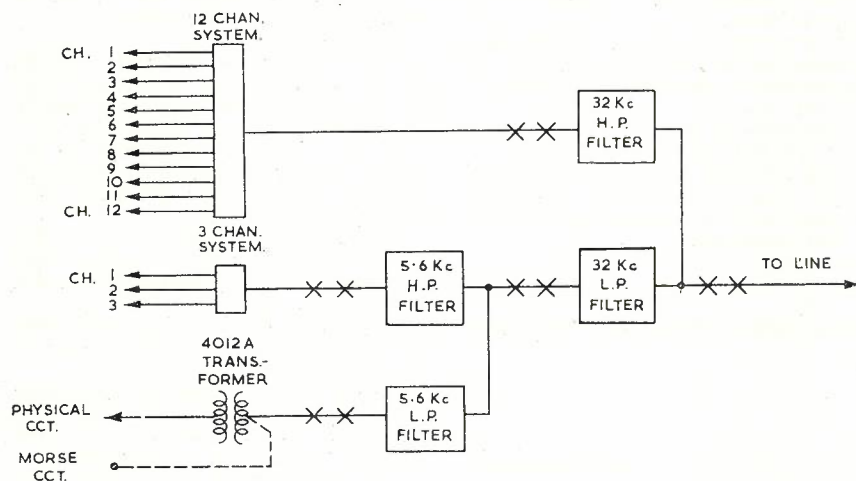 12 CHAN.
SYSTEM.
CH. 1
2
3
4
5
6
7
8
9
10
11
CH. 12
32 Kc
H.P.
FILTER
3 CHAN.
SYSTEM.
CH. 1
2
3
5·6 Kc
H.P.
FILTER
32 Kc
L.P.
FILTER
TO LINE
4012A
TRANS.-
FORMER
5·6 Kc
L.P.
FILTER
PHYSICAL
CCT.
MORSE
CCT.